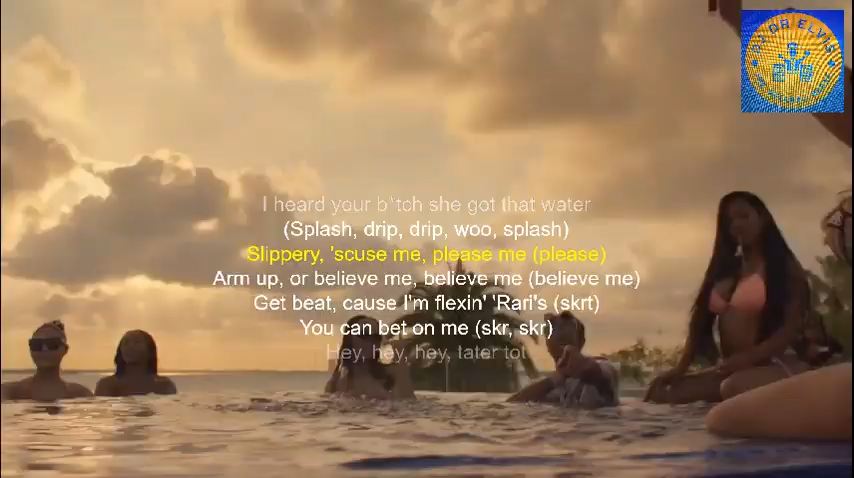 DR ELVIS
I heard your b*tch she got that water
(Splash, drip, drip, woo, splash)
Slippery, 'scuse me, please me (please)
Arm up, or believe me, believe me (believe me)
Get beat, cause I'm flexin' 'Rari's (skrt)
You can bet on me (skr, skr)
Hey, hey, hey, tater tot